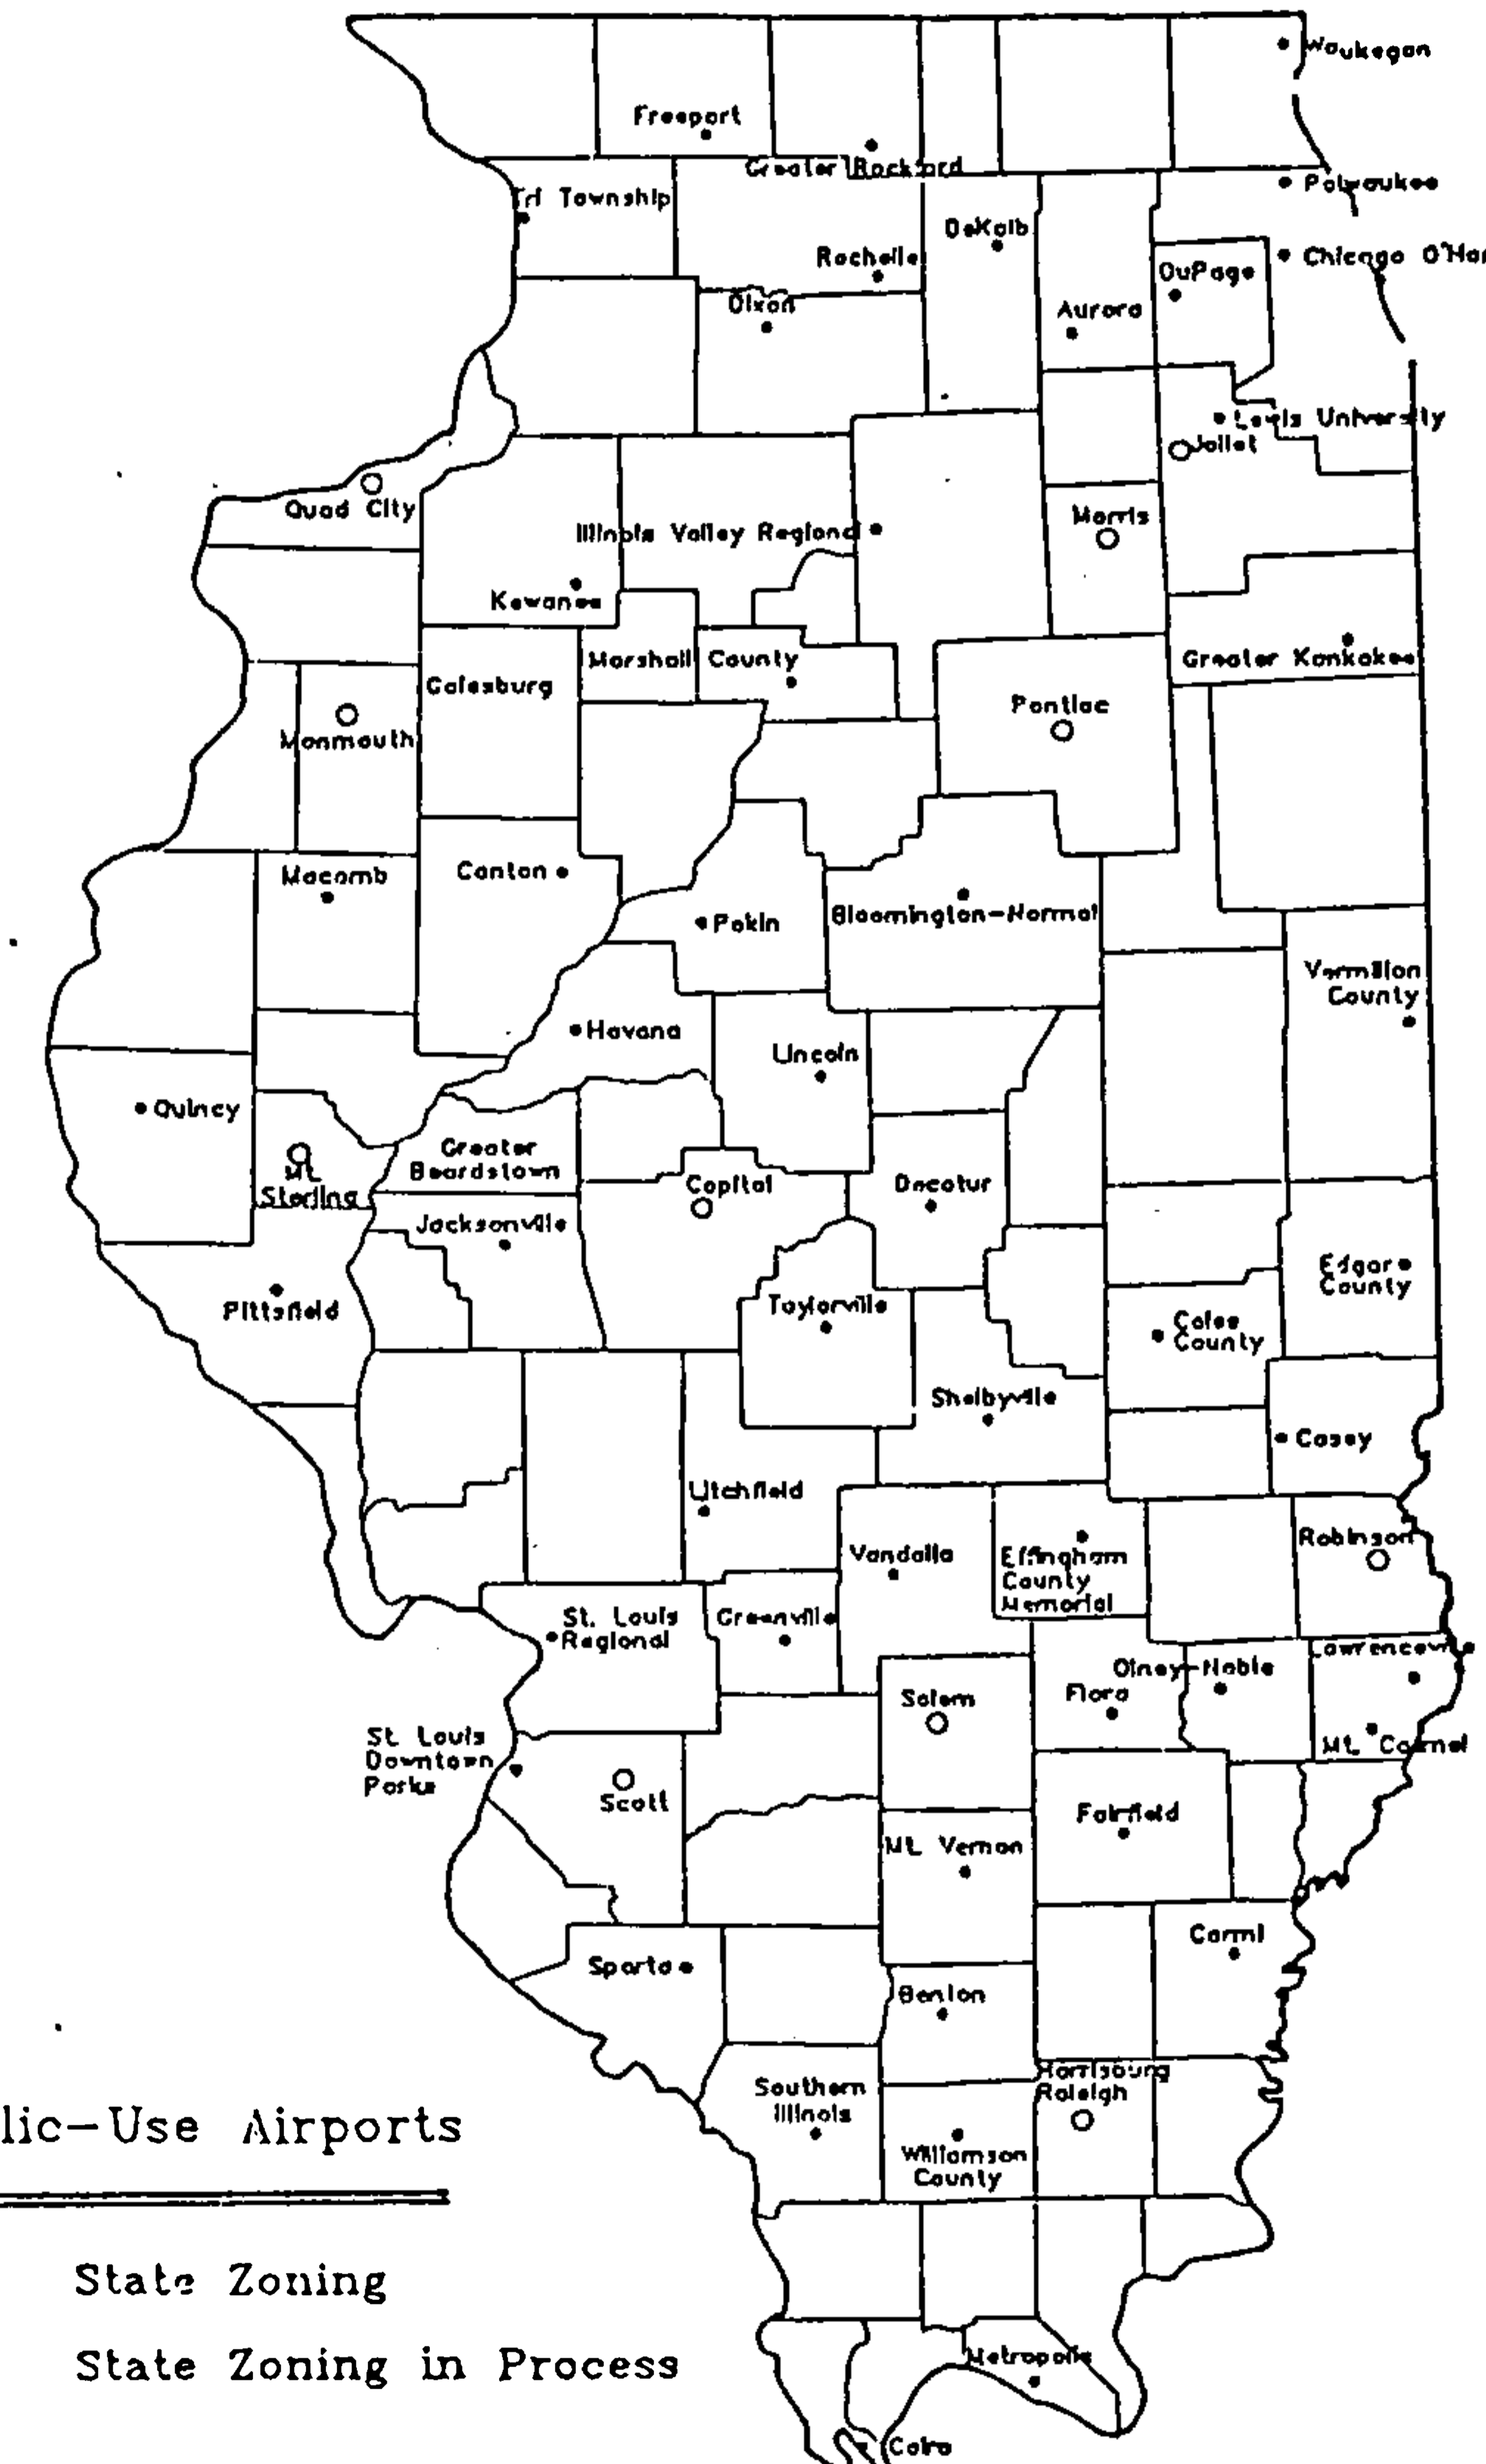 Waukegan
Freeport
Greater Rockford
Palwaukee
Tri Township
DeKalb
Rochelle
Chicago O'Har
DuPage
Dixon
Aurora
Lewis University
Joliet
Quad City
Morris
Illinois Valley Regional
Kewanee
Marshall County
Greater Kankakee
Galesburg
Pontiac
Monmouth
Macomb
Canton
Pekin
Bloomington-Normal
Vermilion
County
Havana
Lincoln
Quincy
Greater
Beardstown
Mt.
Sterling
Capital
Decatur
Jacksonville
Edgar
County
Pittsfield
Taylorville
Coles
County
Shelbyville
Casey
Litchfield
Robinson
Vandalia
Effingham
County
Memorial
St. Louis
Regional
Greenville
Lawrenceville
Olney-Noble
Flora
Salem
St. Louis
Downtown
Parks
Mt. Carmel
Scott
Fairfield
Mt. Vernon
Carmi
Sparta
Benton
Harrisburg
Raleigh
Southern
Illinois
Williamson
County
lic-Use Airports
State Zoning
State Zoning in Process
Metropolis
Cairo